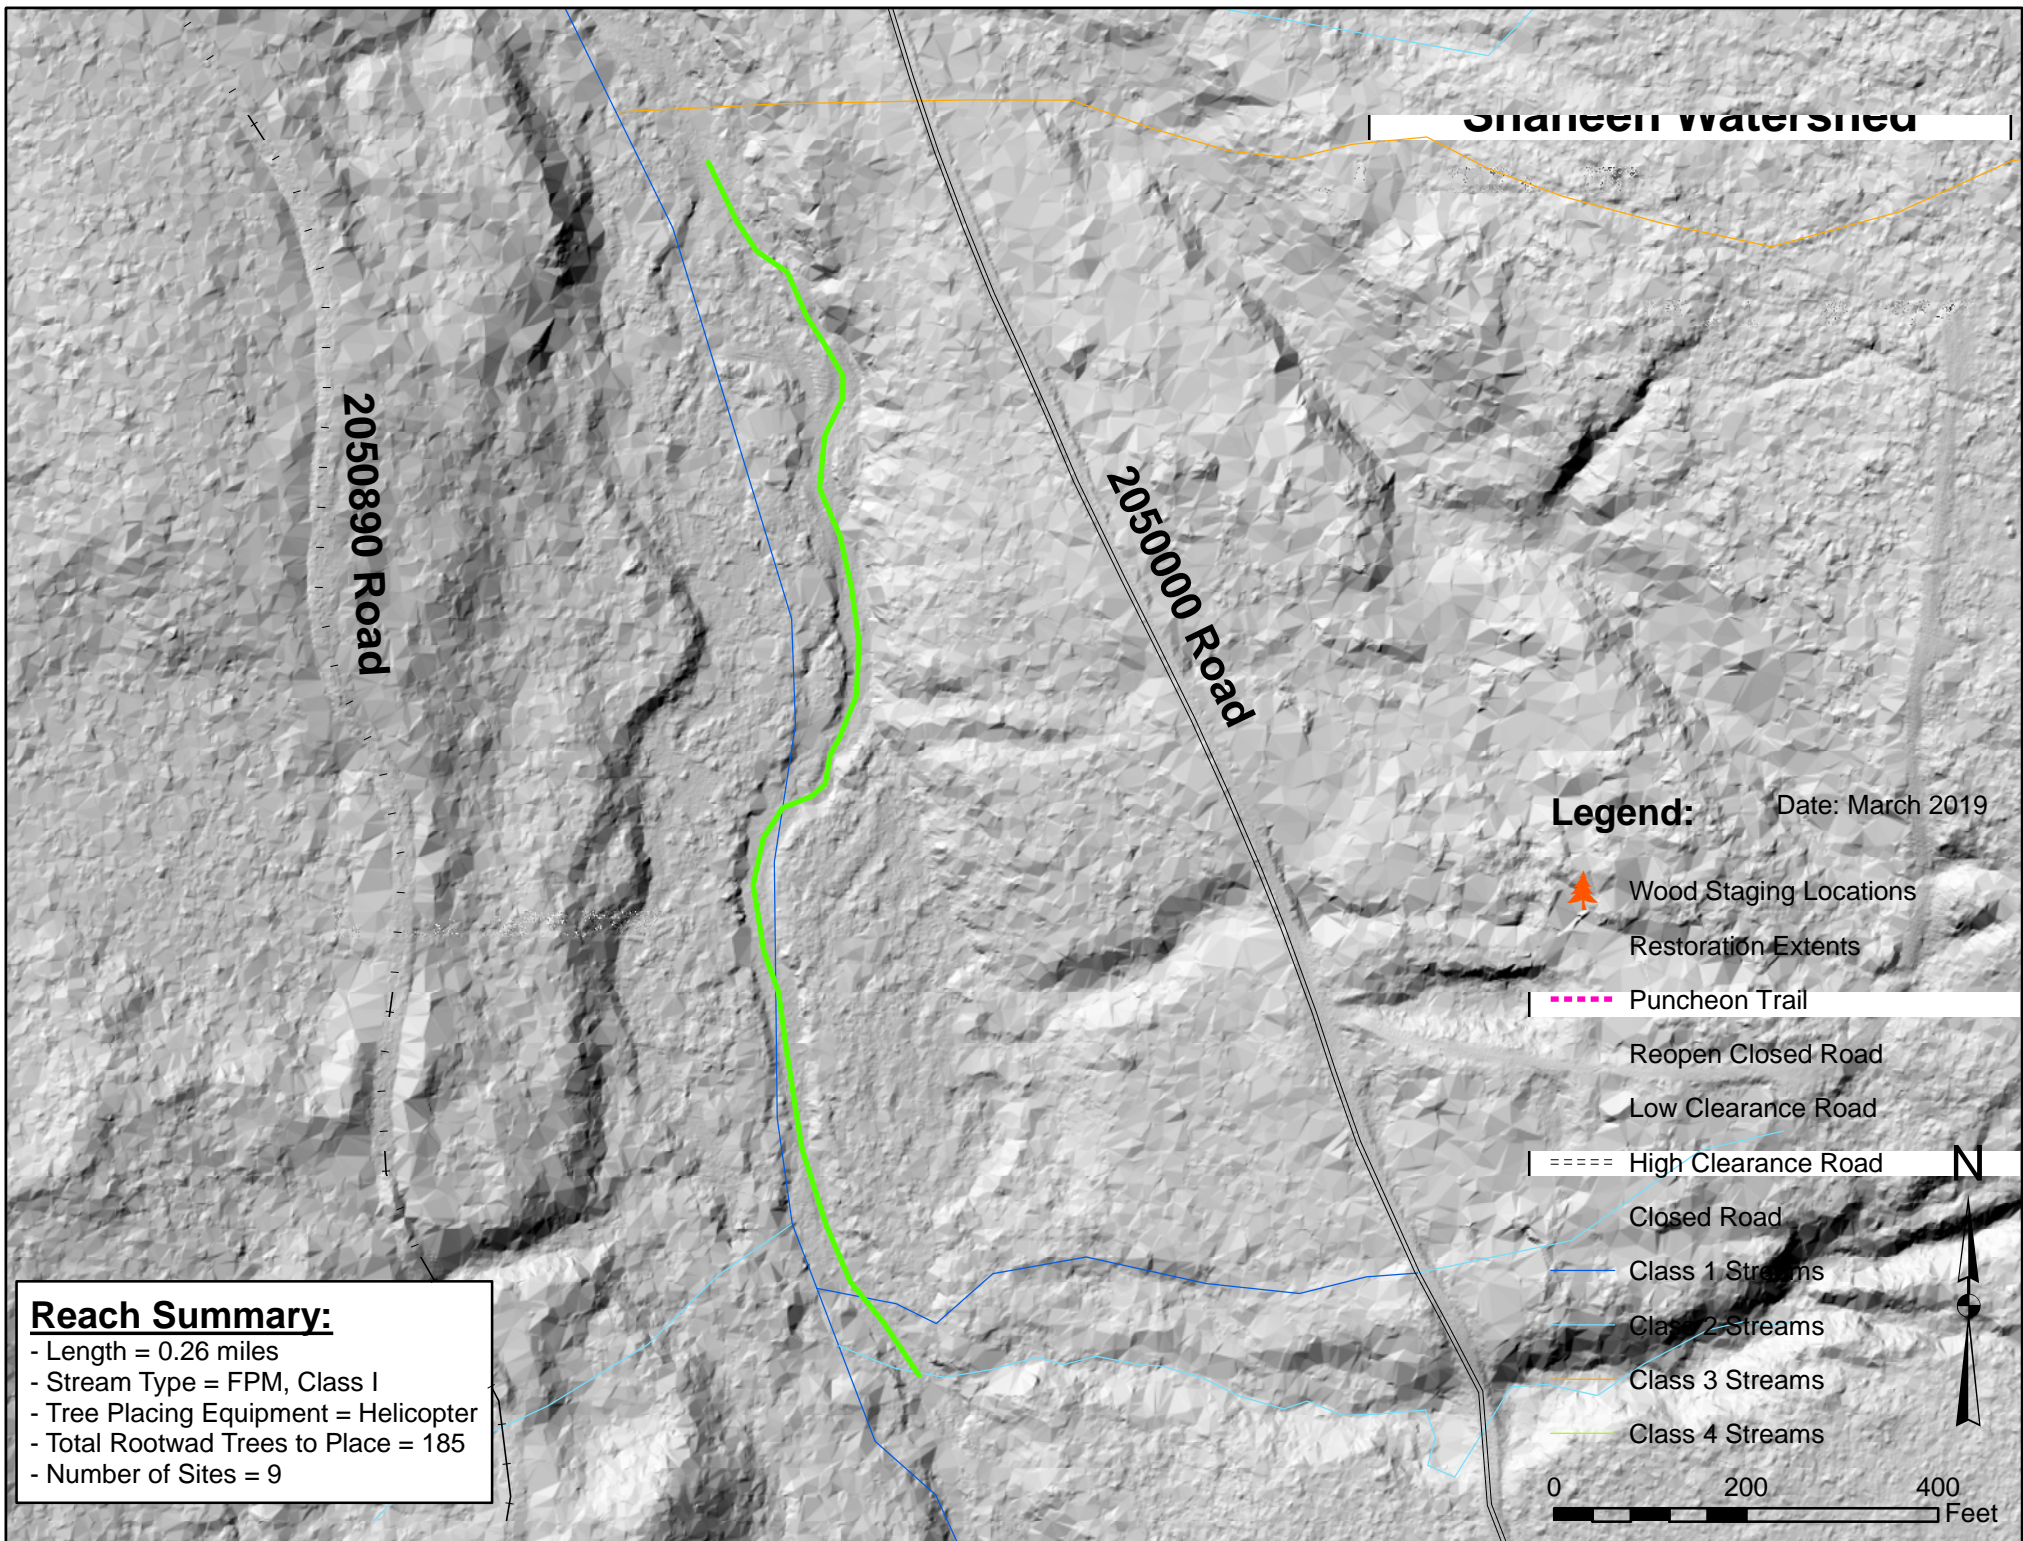 Shaheen Watershed
2050890 Road
2050000 Road
Legend:
Date: March 2019
Wood Staging Locations
Restoration Extents
Puncheon Trail
Reopen Closed Road
Low Clearance Road
High Clearance Road
N
Closed Road
Class 1 Streams
Class 2 Streams
Class 3 Streams
Class 4 Streams
Reach Summary:
- Length = 0.26 miles
- Stream Type = FPM, Class I
- Tree Placing Equipment = Helicopter
- Total Rootwad Trees to Place = 185
- Number of Sites = 9
0 200 400
Feet